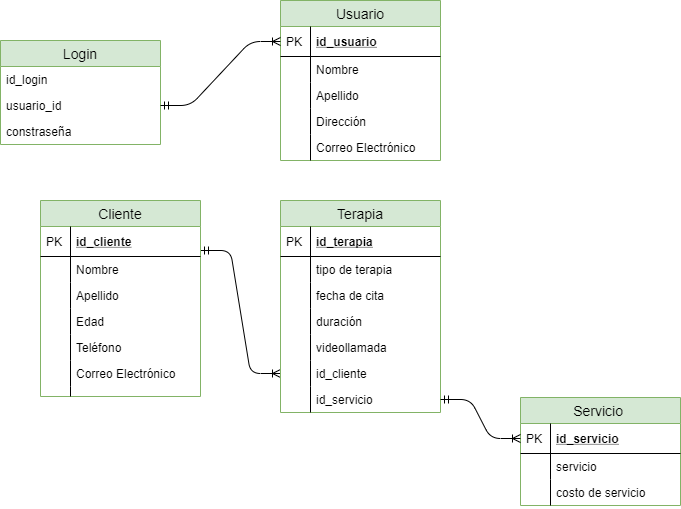 Login
id_login
usuario_id
constraseña
Usuario
PK id_usuario
Nombre
Apellido
Dirección
Correo Electrónico
Cliente
PK id_cliente
Nombre
Apellido
Edad
Teléfono
Correo Electrónico
Terapia
PK id_terapia
tipo de terapia
fecha de cita
duración
videollamada
id_cliente
id_servicio
Servicio
PK id_servicio
servicio
costo de servicio